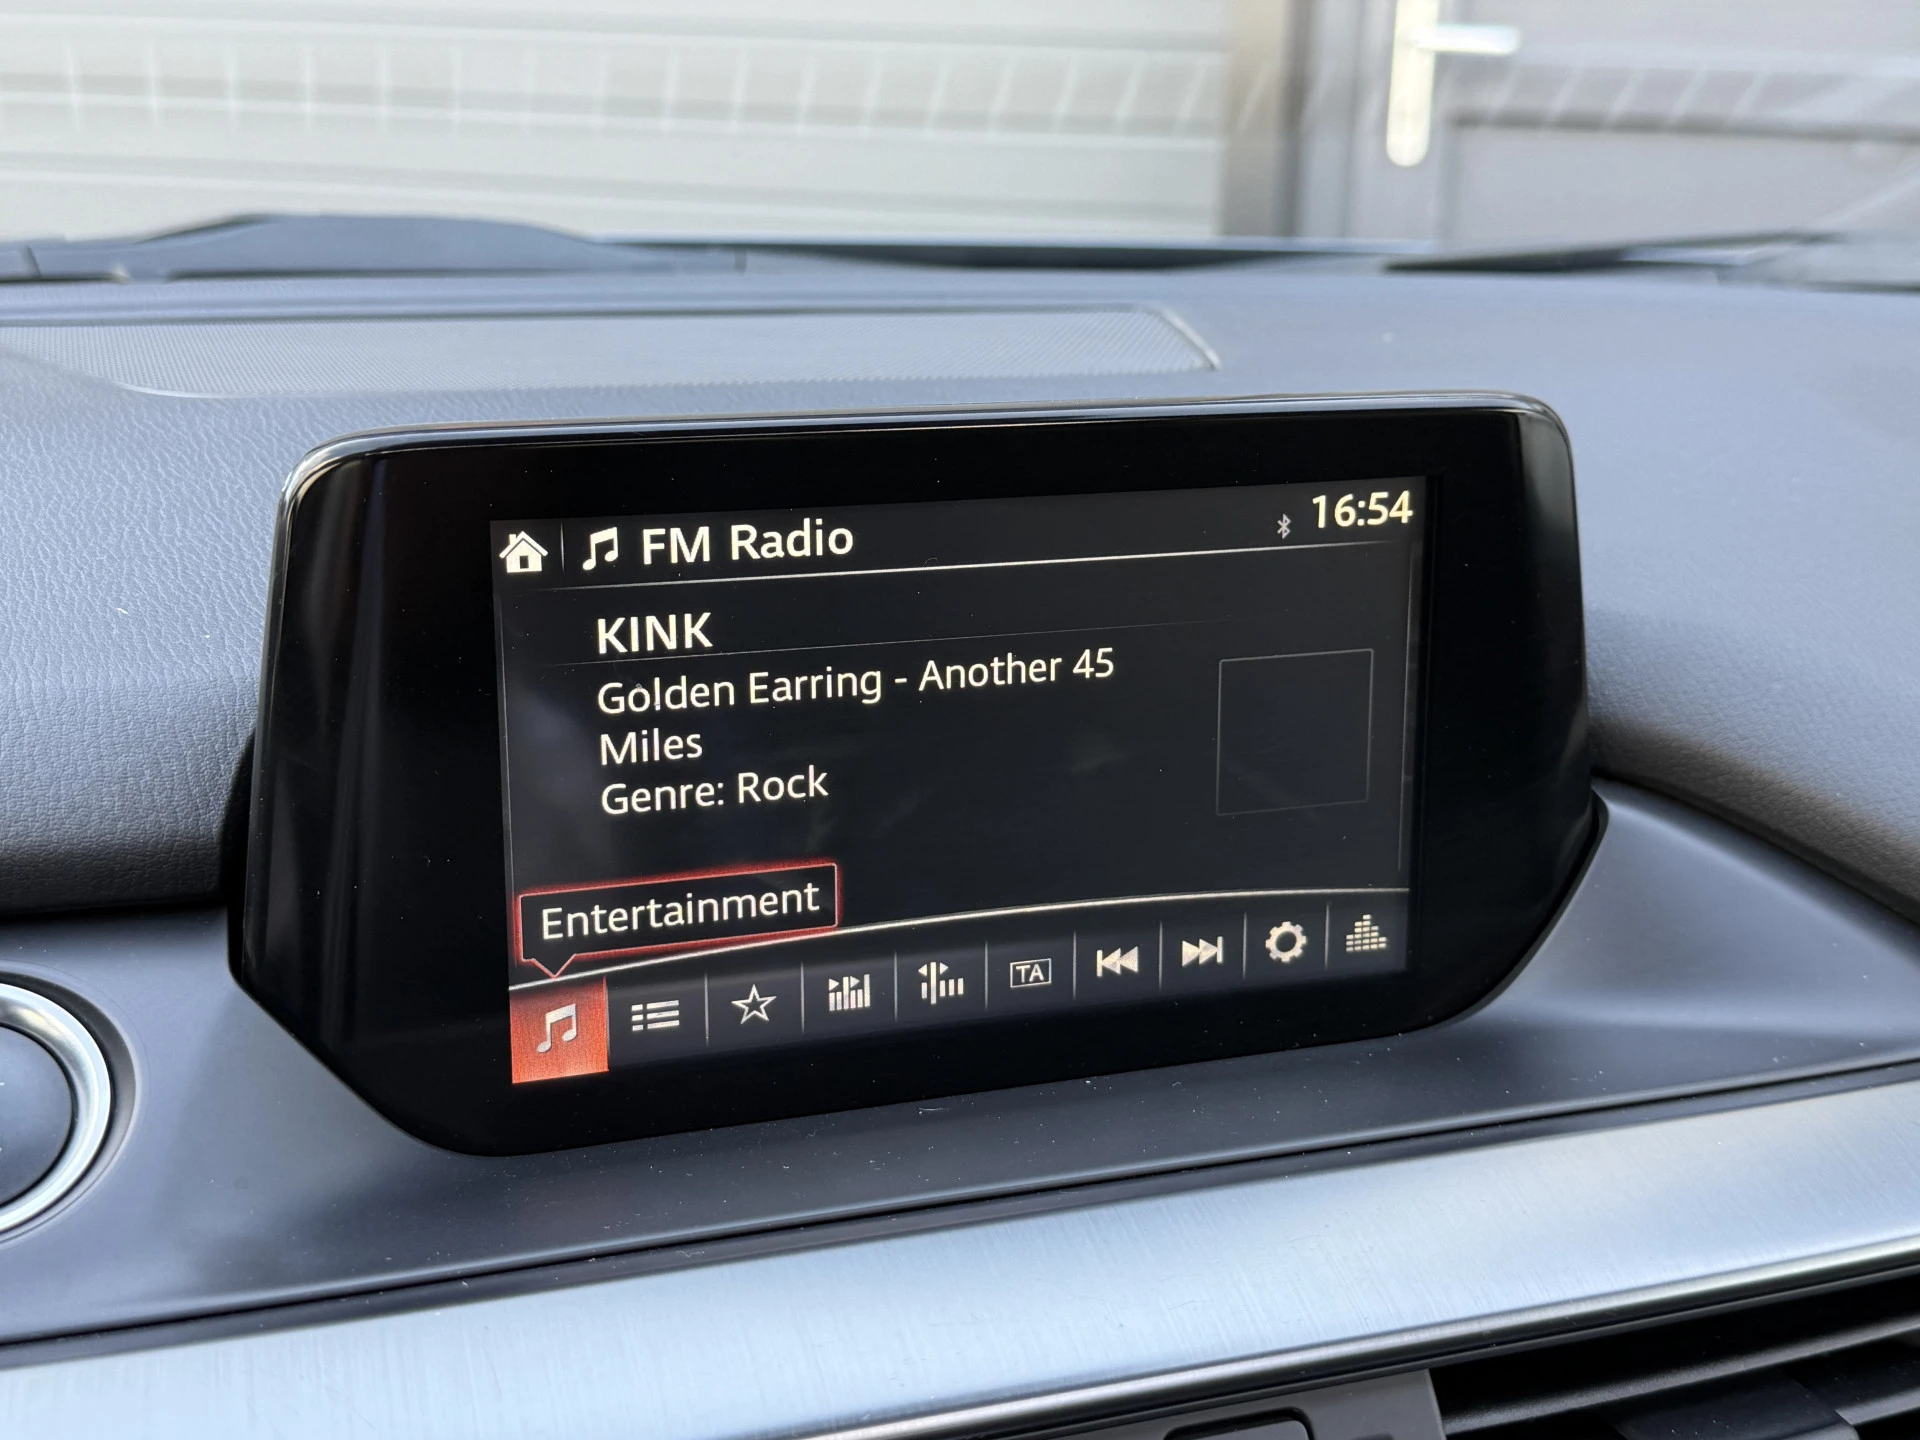 FM Radio
16:54
KINK
Golden Earring - Another 45
Miles
Genre: Rock
Entertainment
TA